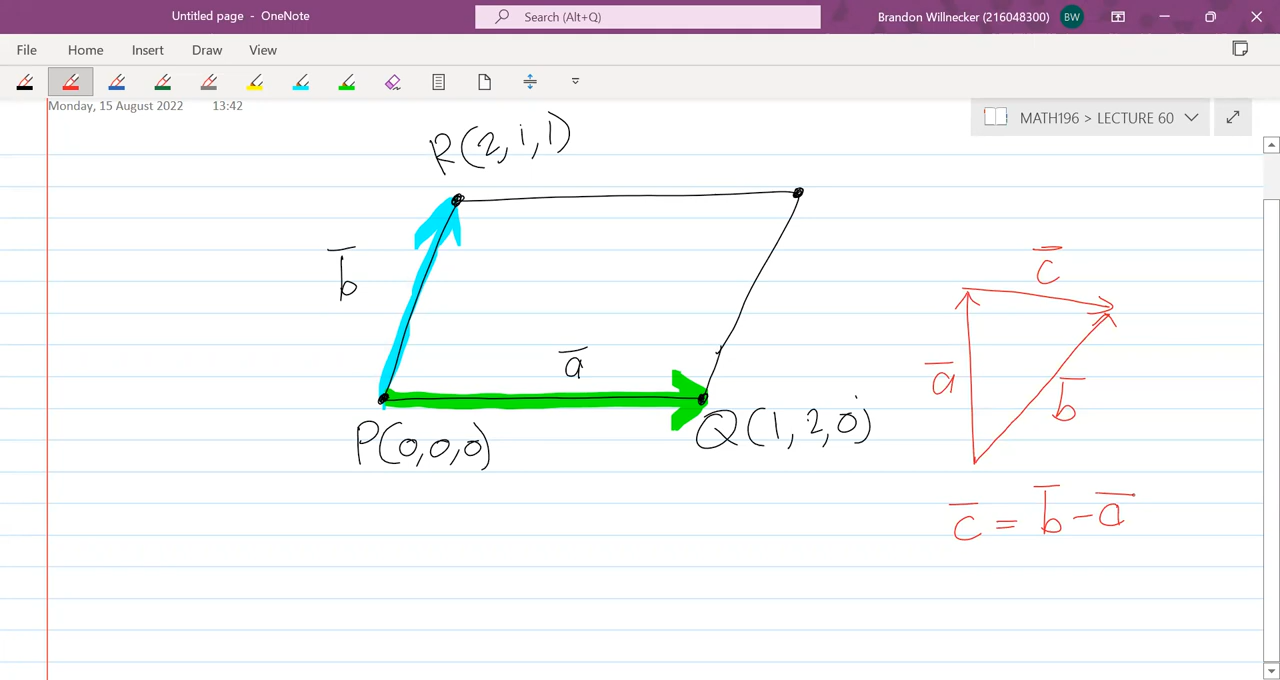 Untitled page - OneNote
Search (Alt+Q)
Brandon Willnecker (216048300)
BW
File Home Insert Draw View
Monday, 15 August 2022 13:42
MATH196 > LECTURE 60
R(2,1,1)
b̅
a̅
P(0,0,0)
Q(1,2,0)
c̅
a̅
b̅
c̅ = b̅ - a̅